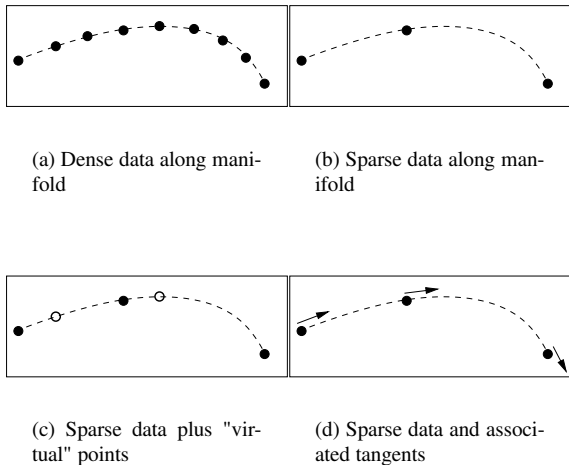 (a) Dense data along mani-
fold
(b) Sparse data along man-
ifold
(c) Sparse data plus "vir-
tual" points
(d) Sparse data and associ-
ated tangents